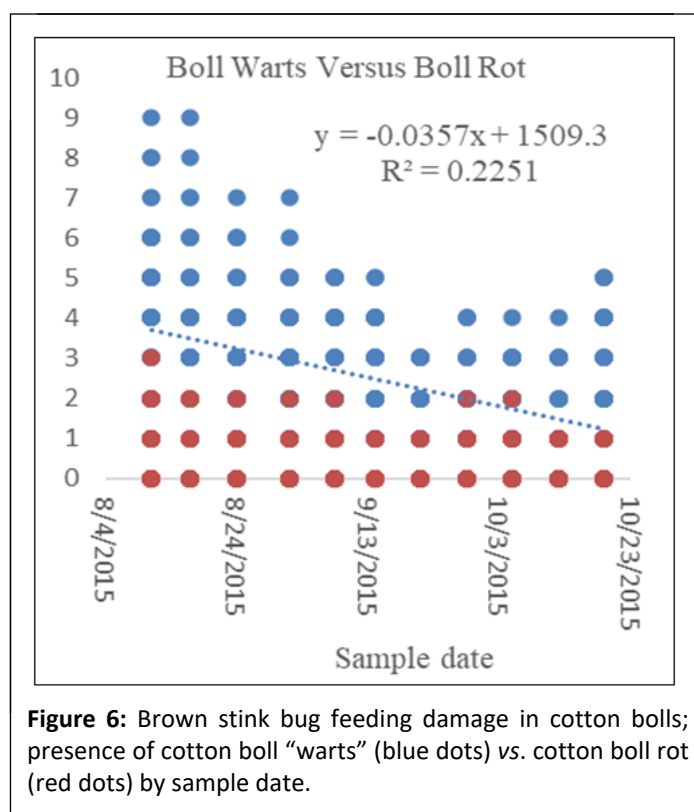 Boll Warts Versus Boll Rot
y = -0.0357x + 1509.3
R² = 0.2251
10
9
8
7
6
5
4
3
2
1
0
8/4/2015
8/24/2015
9/13/2015
10/3/2015
10/23/2015
Sample date
Figure 6: Brown stink bug feeding damage in cotton bolls;
presence of cotton boll “warts” (blue dots) vs. cotton boll rot
(red dots) by sample date.